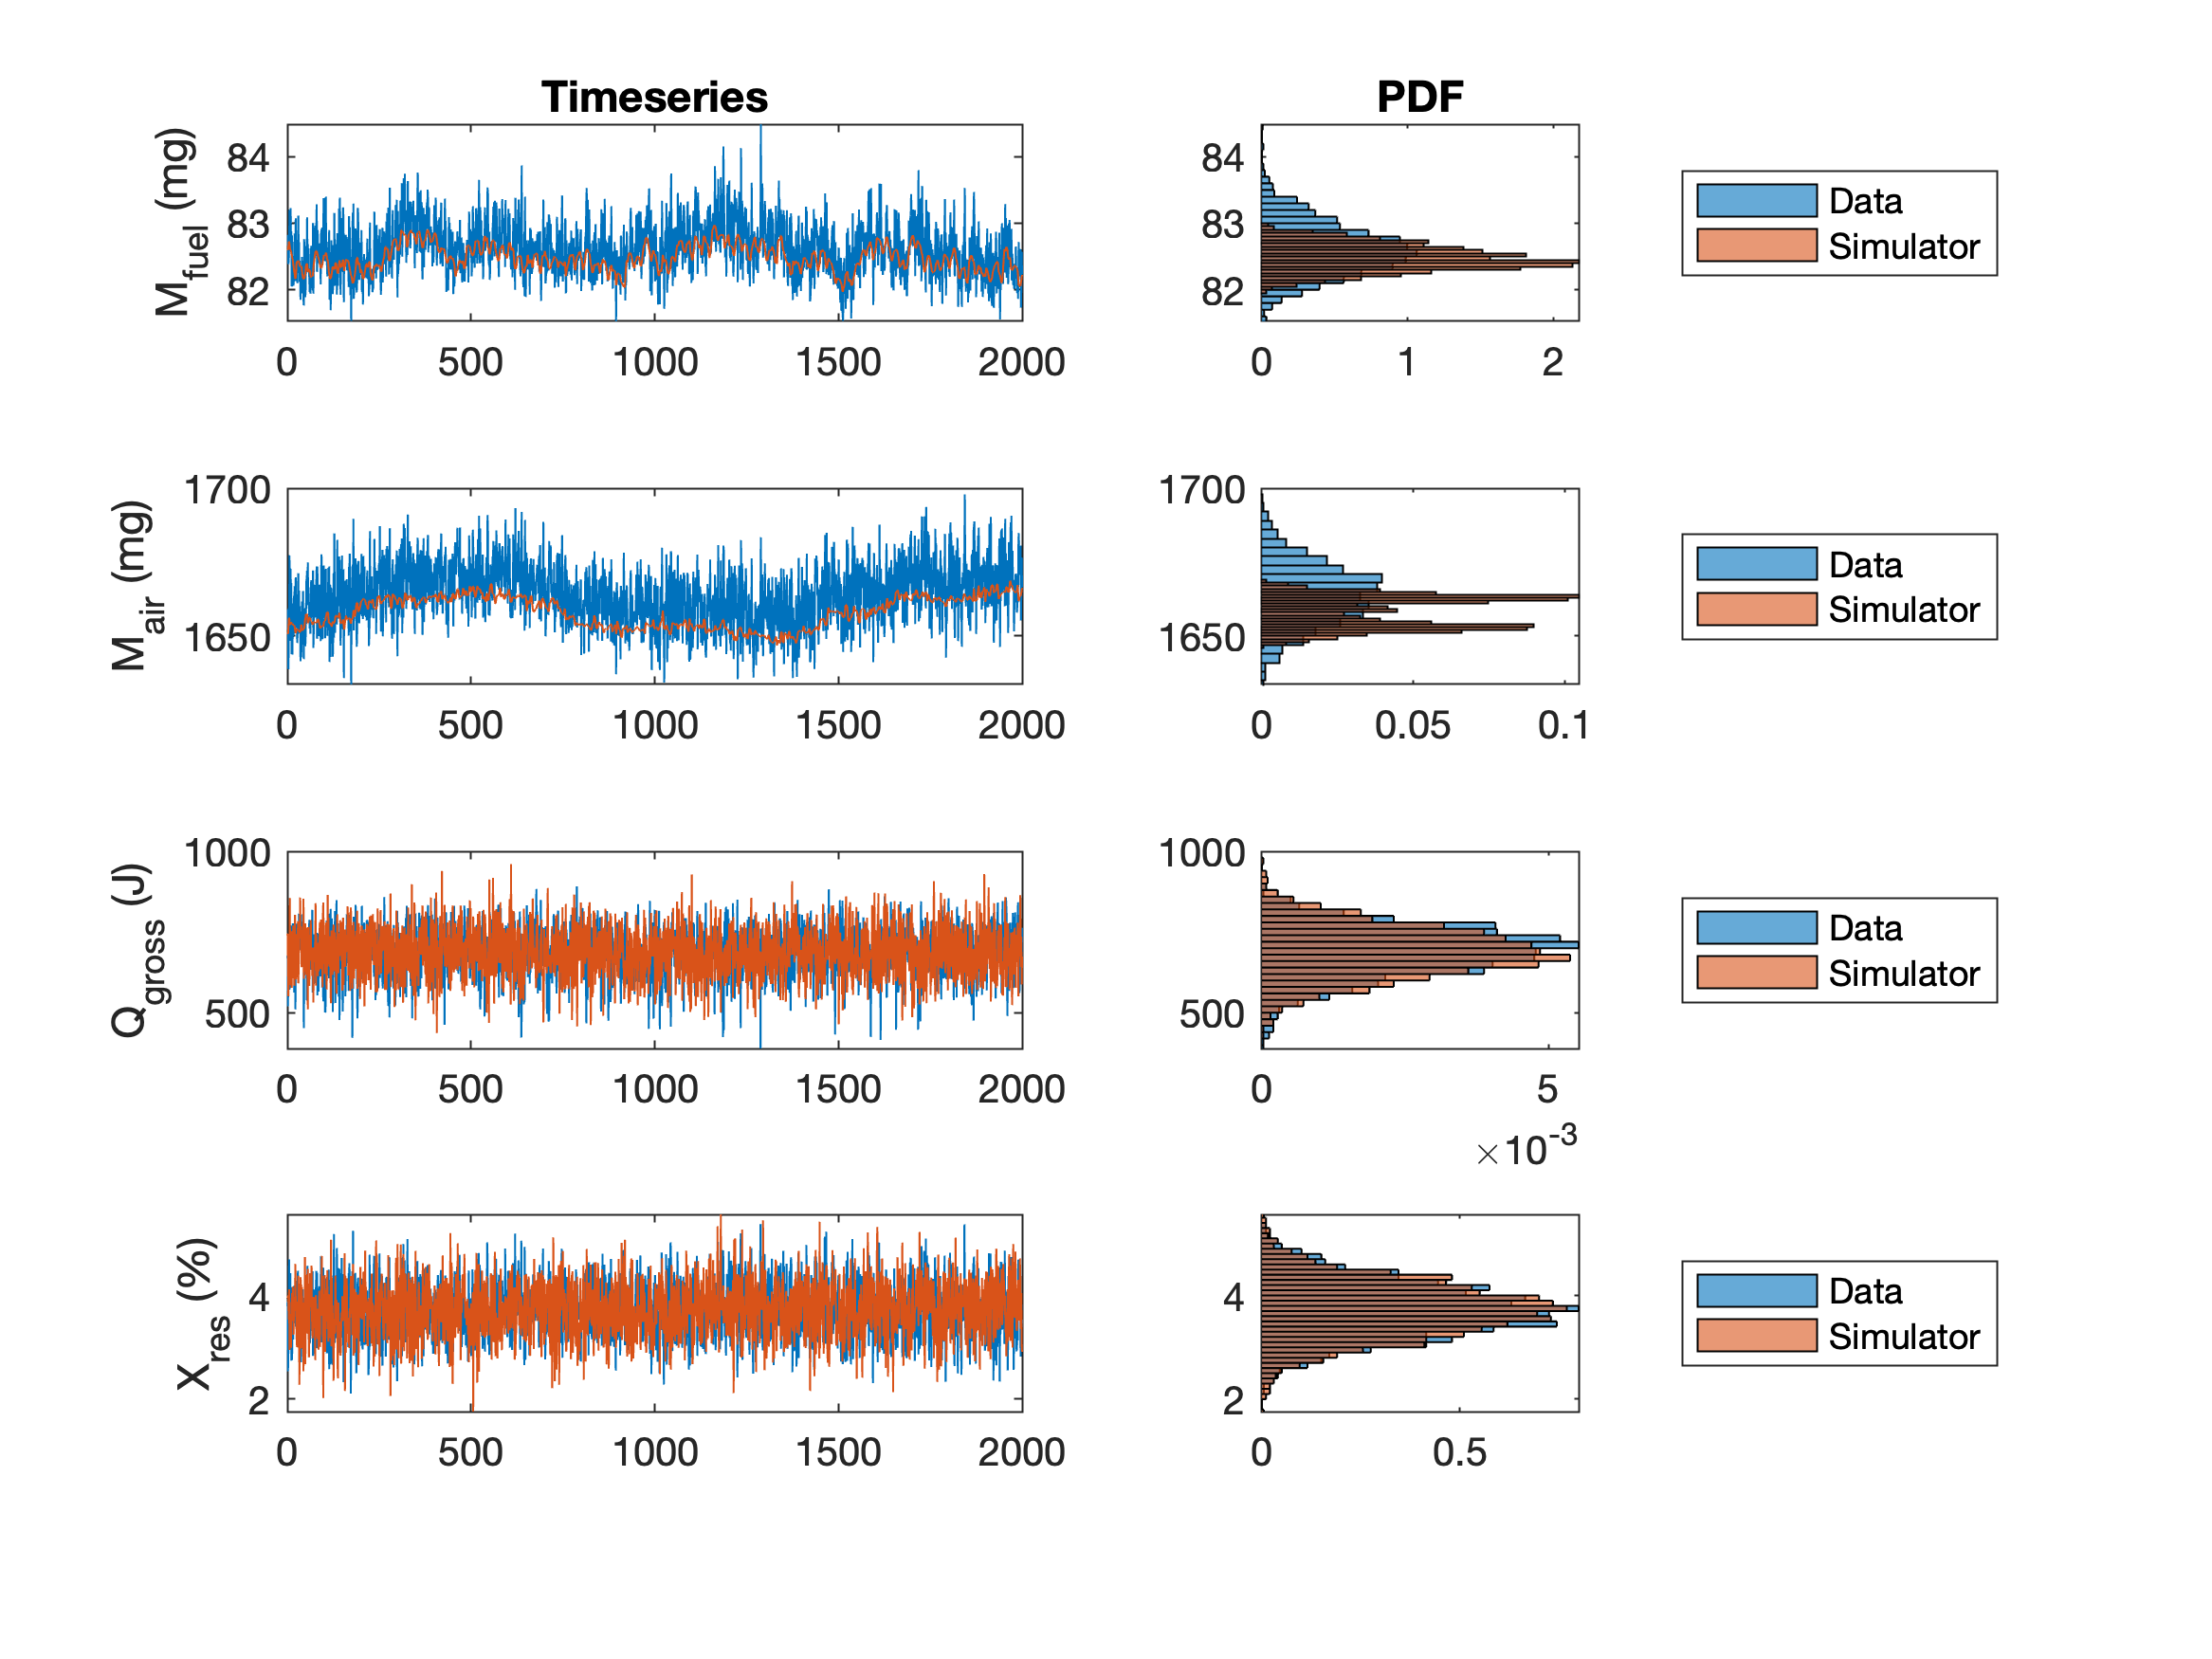 Timeseries
PDF
M_fuel (mg)
84
83
82
0 500 1000 1500 2000
84
83
82
0 1 2
Data
Simulator
M_air (mg)
1700
1650
0 500 1000 1500 2000
1700
1650
0 0.05 0.1
Data
Simulator
Q_gross (J)
1000
500
0 500 1000 1500 2000
1000
500
0 5
×10^-3
Data
Simulator
X_res (%)
4
2
0 500 1000 1500 2000
4
2
0 0.5
Data
Simulator